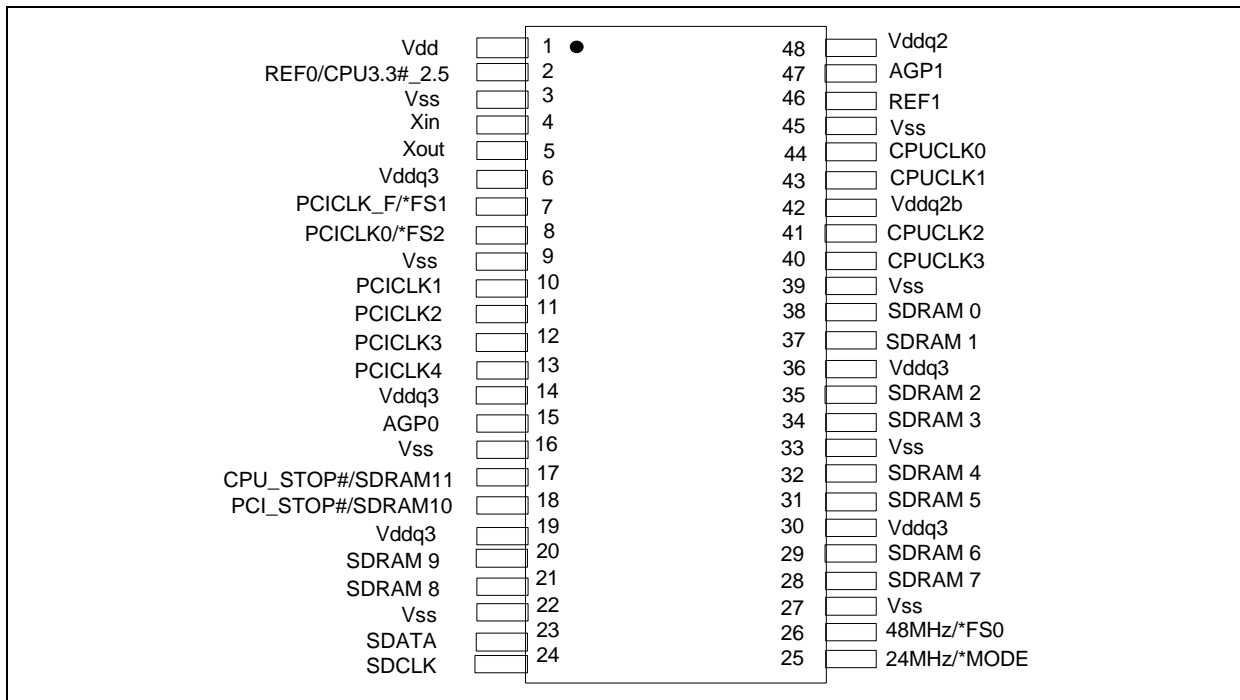 Vdd 1 48 Vddq2
REF0/CPU3.3#_2.5 2 47 AGP1
Vss 3 46 REF1
Xin 4 45 Vss
Xout 5 44 CPUCLK0
Vddq3 6 43 CPUCLK1
PCICLK_F/*FS1 7 42 Vddq2b
PCICLK0/*FS2 8 41 CPUCLK2
Vss 9 40 CPUCLK3
PCICLK1 10 39 Vss
PCICLK2 11 38 SDRAM 0
PCICLK3 12 37 SDRAM 1
PCICLK4 13 36 Vddq3
Vddq3 14 35 SDRAM 2
AGP0 15 34 SDRAM 3
Vss 16 33 Vss
CPU_STOP#/SDRAM11 17 32 SDRAM 4
PCI_STOP#/SDRAM10 18 31 SDRAM 5
Vddq3 19 30 Vddq3
SDRAM 9 20 29 SDRAM 6
SDRAM 8 21 28 SDRAM 7
Vss 22 27 Vss
SDATA 23 26 48MHz/*FS0
SDCLK 24 25 24MHz/*MODE